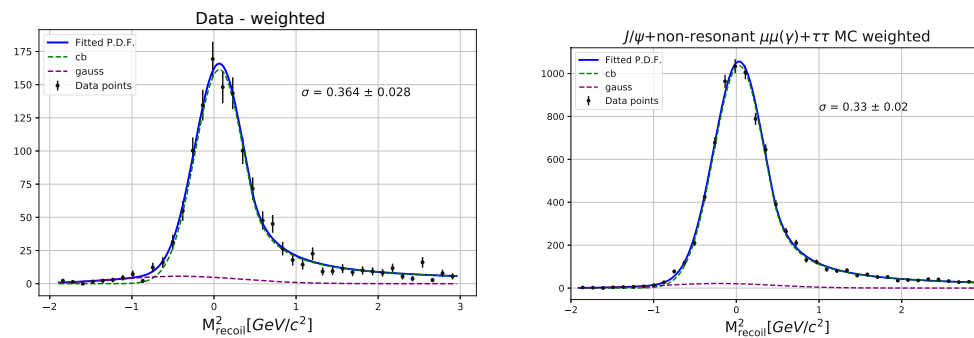 Data - weighted
Fitted P.D.F.
cb
gauss
Data points
σ = 0.364 ± 0.028
175
150
125
100
75
50
25
0
−2 −1 0 1 2 3
M²recoil[GeV/c²]
J/ψ+non-resonant μμ(γ)+ττ MC weighted
Fitted P.D.F.
cb
gauss
Data points
σ = 0.33 ± 0.02
1000
800
600
400
200
0
−2 −1 0 1 2
M²recoil[GeV/c²]